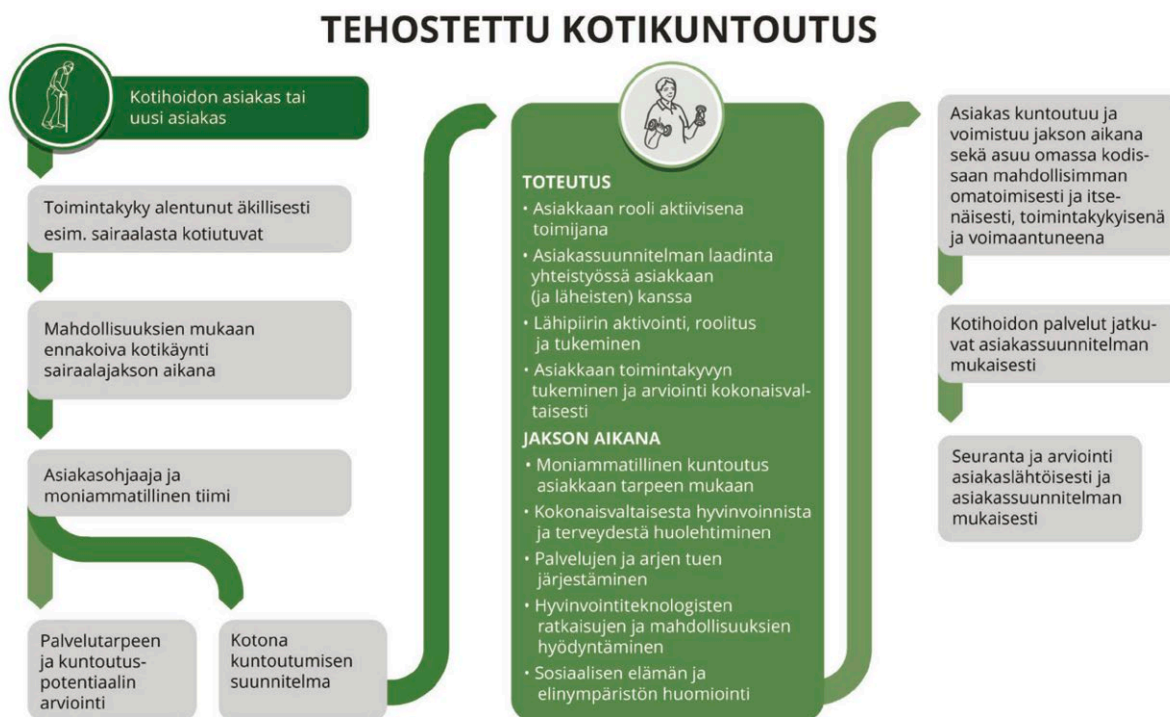 TEHOSTETTU KOTIKUNTOUTUS
Kotihoidon asiakas tai
uusi asiakas
Toimintakyky alentunut äkillisesti
esim. sairaalasta kotiutuvat
Mahdollisuuksien mukaan
ennakoiva kotikäynti
sairaalajakson aikana
Asiakasohjaaja ja
moniammatillinen tiimi
Palvelutarpeen
ja kuntoutus-
potentiaalin
arviointi
Kotona
kuntoutumisen
suunnitelma
TOTEUTUS
• Asiakkaan rooli aktiivisena
toimijana
• Asiakassuunnitelman laadinta
yhteistyössä asiakkaan
(ja läheisten) kanssa
• Lähipiirin aktivointi, roolitus
ja tukeminen
• Asiakkaan toimintakyvyn
tukeminen ja arviointi kokonaisval-
taisesti
JAKSON AIKANA
• Moniammatillinen kuntoutus
asiakkaan tarpeen mukaan
• Kokonaisvaltaisesta hyvinvoinnista
ja terveydestä huolehtiminen
• Palvelujen ja arjen tuen
järjestäminen
• Hyvinvointiteknologisten
ratkaisujen ja mahdollisuuksien
hyödyntäminen
• Sosiaalisen elämän ja
elinympäristön huomiointi
Asiakas kuntoutuu ja
voimistuu jakson aikana
sekä asuu omassa kodis-
saan mahdollisimman
omatoimisesti ja itse-
näisesti, toimintakykyisenä
ja voimaantuneena
Kotihoidon palvelut jatku-
vat asiakassuunnitelman
mukaisesti
Seuranta ja arviointi
asiakaslähtöisesti ja
asiakassuunnitelman
mukaisesti